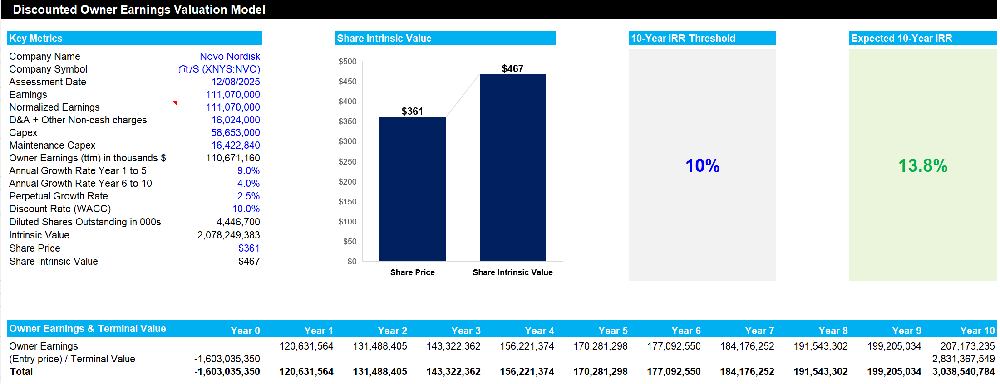 Discounted Owner Earnings Valuation Model
Key Metrics
Company Name Novo Nordisk
Company Symbol ./S (XNYS:NVO)
Assessment Date 12/08/2025
Earnings 111,070,000
Normalized Earnings 111,070,000
D&A + Other Non-cash charges 16,024,000
Capex 58,653,000
Maintenance Capex 16,422,840
Owner Earnings (ttm) in thousands $ 110,671,160
Annual Growth Rate Year 1 to 5 9.0%
Annual Growth Rate Year 6 to 10 4.0%
Perpetual Growth Rate 2.5%
Discount Rate (WACC) 10.0%
Diluted Shares Outstanding in 000s 4,446,700
Intrinsic Value 2,078,249,383
Share Price $361
Share Intrinsic Value $467
Share Intrinsic Value
$500
$450
$400
$350
$300
$250
$200
$150
$100
$50
$0
$361
$467
Share Price Share Intrinsic Value
10-Year IRR Threshold
10%
Expected 10-Year IRR
13.8%
Owner Earnings & Terminal Value Year 0 Year 1 Year 2 Year 3 Year 4 Year 5 Year 6 Year 7 Year 8 Year 9 Year 10
Owner Earnings 120,631,564 131,488,405 143,322,362 156,221,374 170,281,298 177,092,550 184,176,252 191,543,302 199,205,034 207,173,235
(Entry price) / Terminal Value -1,603,035,350 2,831,367,549
Total -1,603,035,350 120,631,564 131,488,405 143,322,362 156,221,374 170,281,298 177,092,550 184,176,252 191,543,302 199,205,034 3,038,540,784